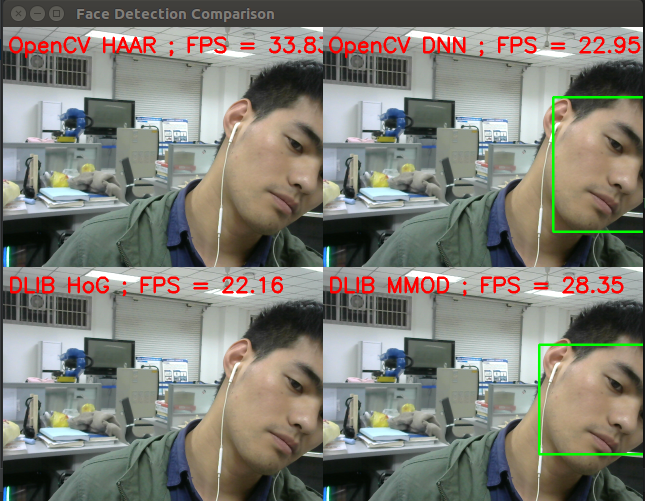 Face Detection Comparison
OpenCV HAAR ; FPS = 33.83
OpenCV DNN ; FPS = 22.95
DLIB HoG ; FPS = 22.16
DLIB MMOD ; FPS = 28.35